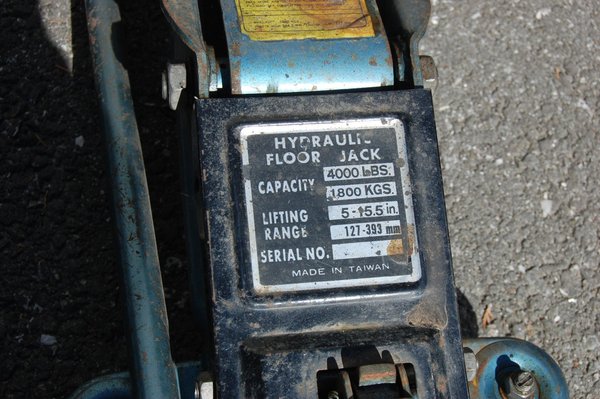 HYDRAULIC
FLOOR JACK
CAPACITY 4000 LBS.
1800 KGS.
LIFTING RANGE 5-15.5 in.
127-393 mm
SERIAL NO.
MADE IN TAIWAN